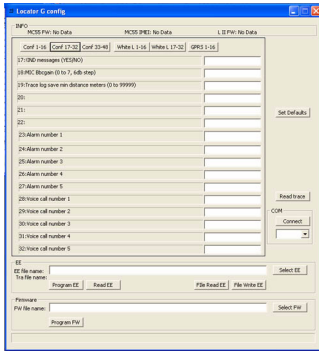 Locator G config
INFO
MC55 FW: No Data MC55 IMEI: No Data L II FW: No Data
Conf 1-16 Conf 17-32 Conf 33-48 White L 1-16 White L 17-32 GPRS 1-16
17:GND messages (YES/NO)
18:MIC Bbcgain (0 to 7, 6db step)
19:Trace log save min distance meters (0 to 99999)
20:
21:
22:
23:Alarm number 1
24:Alarm number 2
25:Alarm number 3
26:Alarm number 4
27:Alarm number 5
28:Voice call number 1
29:Voice call number 2
30:Voice call number 3
31:Voice call number 4
32:Voice call number 5
Set Defaults
Read trace
COM
Connect
EE
EE file name: Select EE
Tra file name:
Program EE Read EE File Read EE File Write EE
Firmware
FW file name: Select FW
Program FW